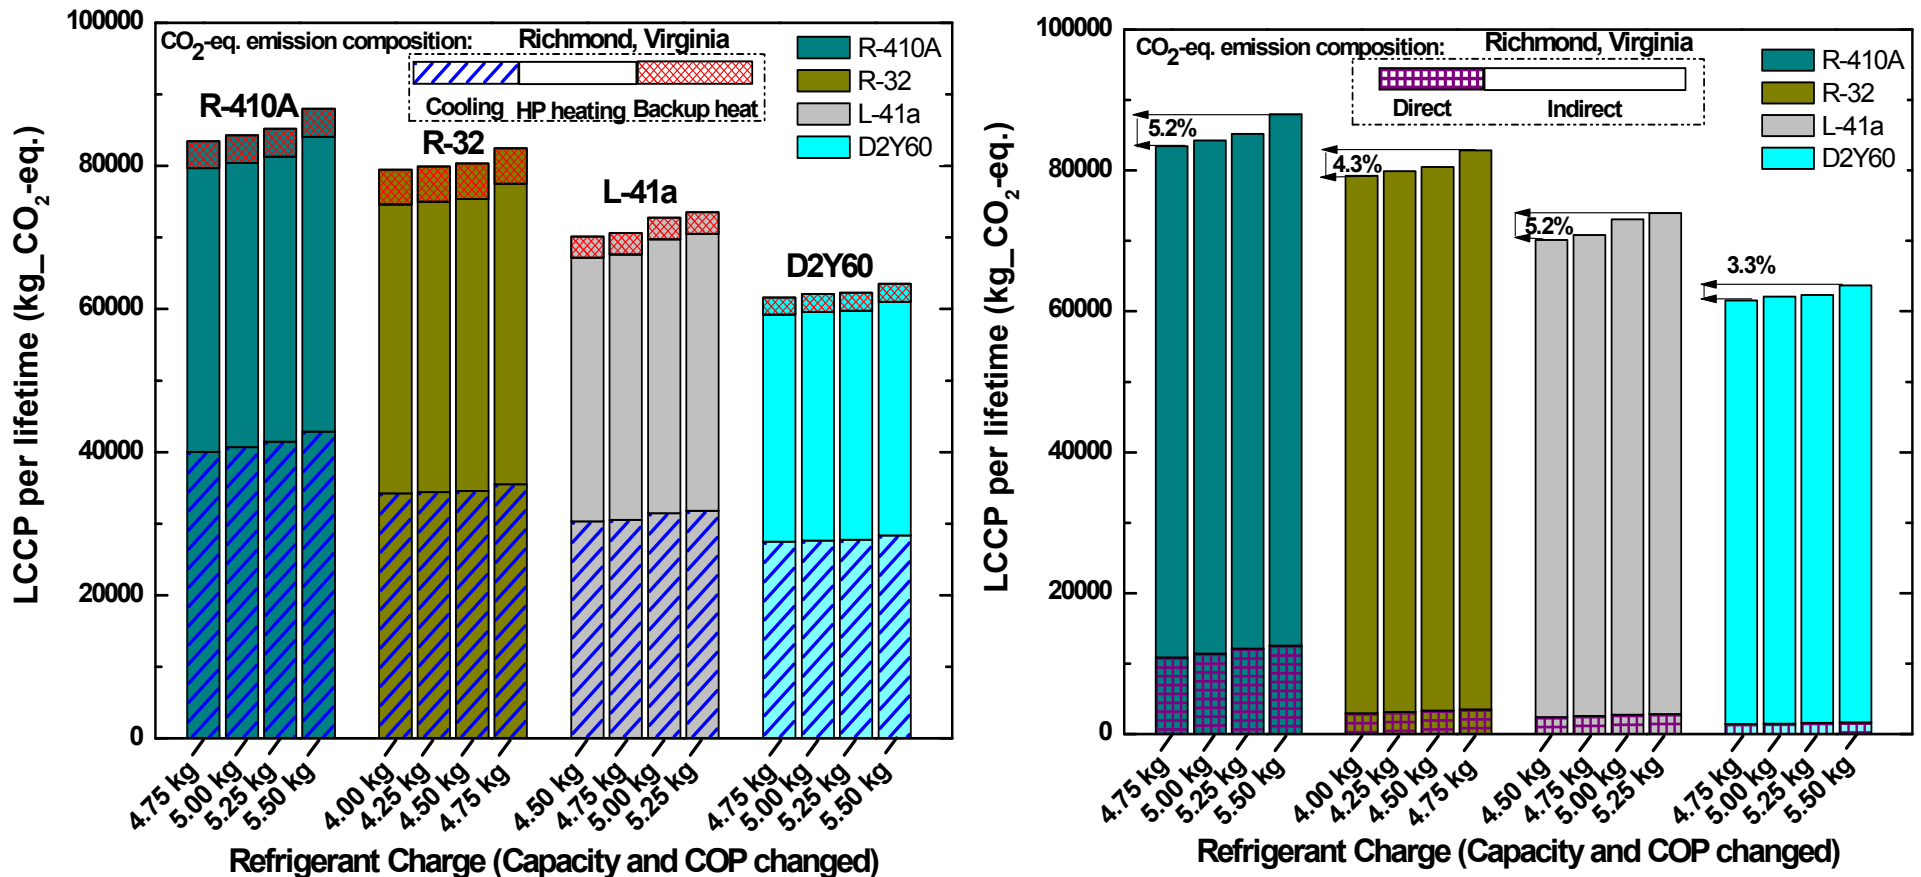 CO2-eq. emission composition:
Richmond, Virginia
Cooling
HP heating
Backup heat
R-410A
R-32
L-41a
D2Y60
R-410A
R-32
L-41a
D2Y60
LCCP per lifetime (kg_CO2-eq.)
100000
80000
60000
40000
20000
0
4.75 kg
5.00 kg
5.25 kg
5.50 kg
4.00 kg
4.25 kg
4.50 kg
4.75 kg
4.50 kg
4.75 kg
5.00 kg
5.25 kg
4.75 kg
5.00 kg
5.25 kg
5.50 kg
Refrigerant Charge (Capacity and COP changed)
CO2-eq. emission composition:
Richmond, Virginia
Direct
Indirect
R-410A
R-32
L-41a
D2Y60
5.2%
4.3%
5.2%
3.3%
LCCP per lifetime (kg_CO2-eq.)
100000
80000
60000
40000
20000
0
4.75 kg
5.00 kg
5.25 kg
5.50 kg
4.00 kg
4.25 kg
4.50 kg
4.75 kg
4.50 kg
4.75 kg
5.00 kg
5.25 kg
4.75 kg
5.00 kg
5.25 kg
5.50 kg
Refrigerant Charge (Capacity and COP changed)